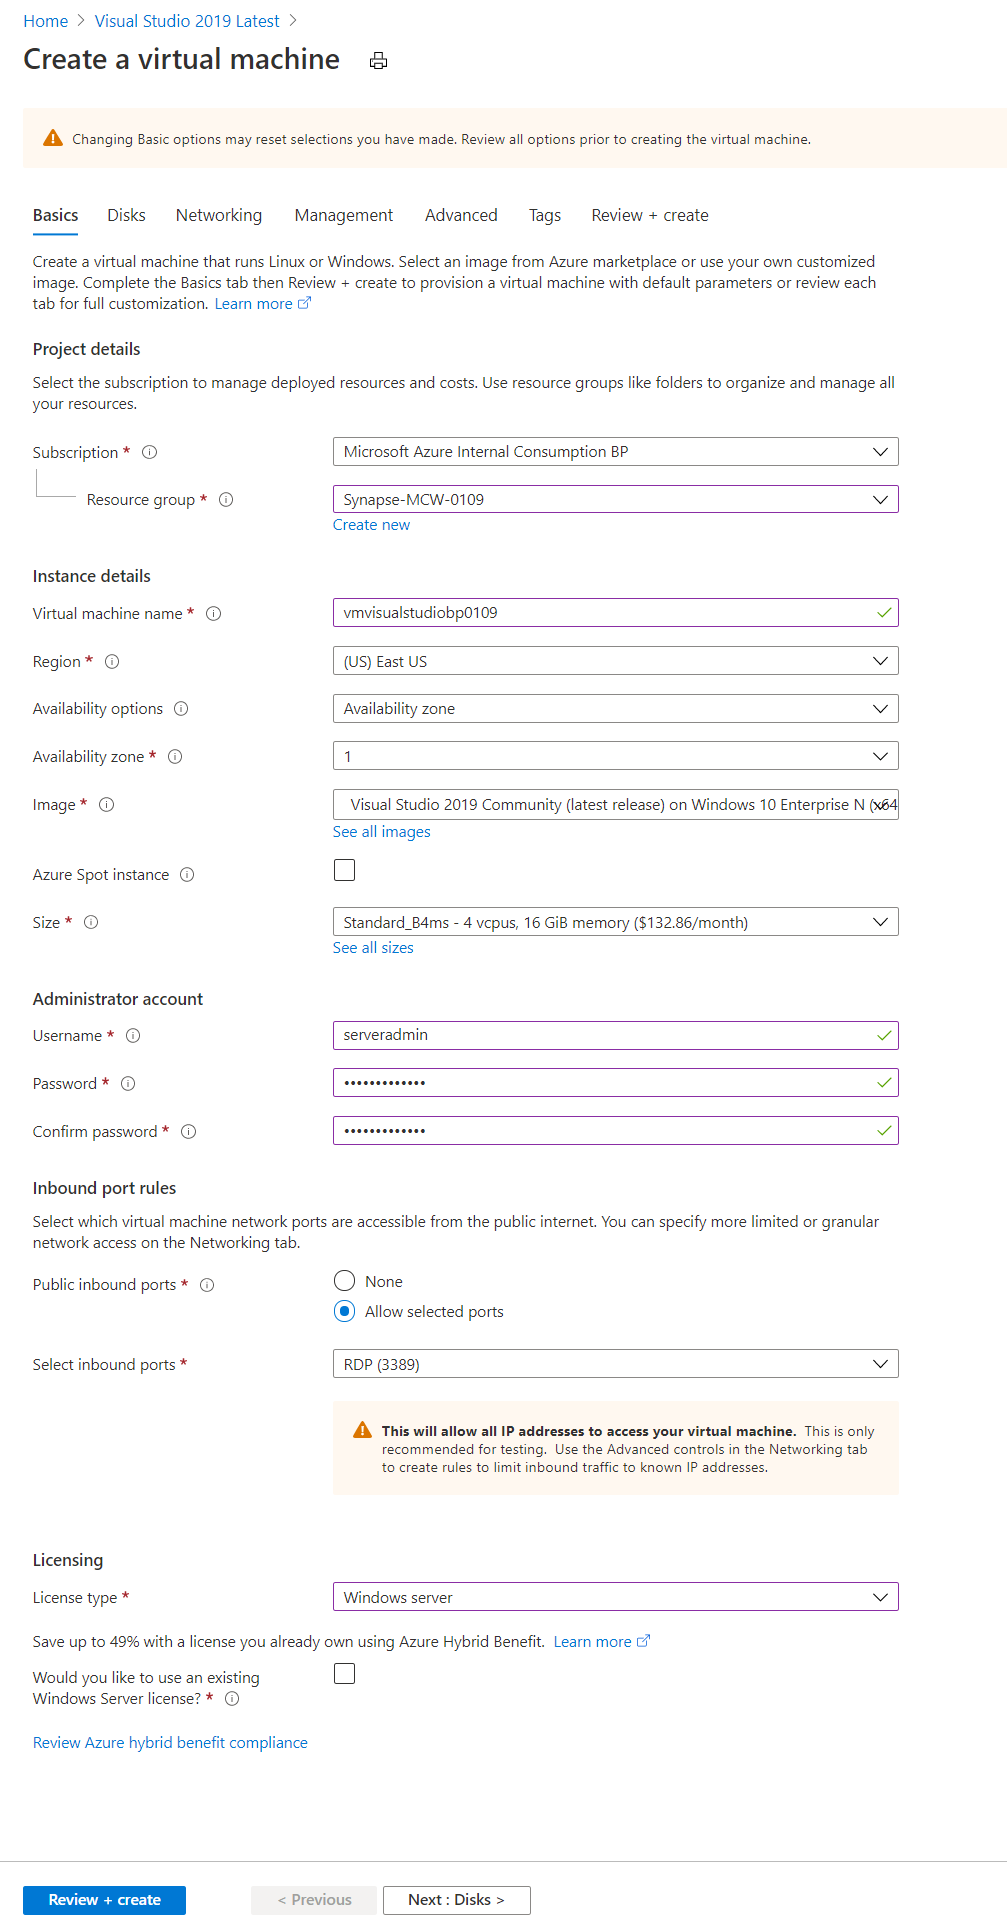 Home > Visual Studio 2019 Latest >
Create a virtual machine
Changing Basic options may reset selections you have made. Review all options prior to creating the virtual machine.
Basics Disks Networking Management Advanced Tags Review + create
Create a virtual machine that runs Linux or Windows. Select an image from Azure marketplace or use your own customized
image. Complete the Basics tab then Review + create to provision a virtual machine with default parameters or review each
tab for full customization. Learn more
Project details
Select the subscription to manage deployed resources and costs. Use resource groups like folders to organize and manage all
your resources.
Subscription * Microsoft Azure Internal Consumption BP
Resource group * Synapse-MCW-0109
Create new
Instance details
Virtual machine name * vmvisualstudiobp0109
Region * (US) East US
Availability options Availability zone
Availability zone * 1
Image * Visual Studio 2019 Community (latest release) on Windows 10 Enterprise N (x64
See all images
Azure Spot instance
Size * Standard_B4ms - 4 vcpus, 16 GiB memory ($132.86/month)
See all sizes
Administrator account
Username * serveradmin
Password * •••••••••••••
Confirm password * •••••••••••••
Inbound port rules
Select which virtual machine network ports are accessible from the public internet. You can specify more limited or granular
network access on the Networking tab.
Public inbound ports * None
Allow selected ports
Select inbound ports * RDP (3389)
This will allow all IP addresses to access your virtual machine. This is only
recommended for testing. Use the Advanced controls in the Networking tab
to create rules to limit inbound traffic to known IP addresses.
Licensing
License type * Windows server
Save up to 49% with a license you already own using Azure Hybrid Benefit. Learn more
Would you like to use an existing
Windows Server license? *
Review Azure hybrid benefit compliance
Review + create < Previous Next : Disks >